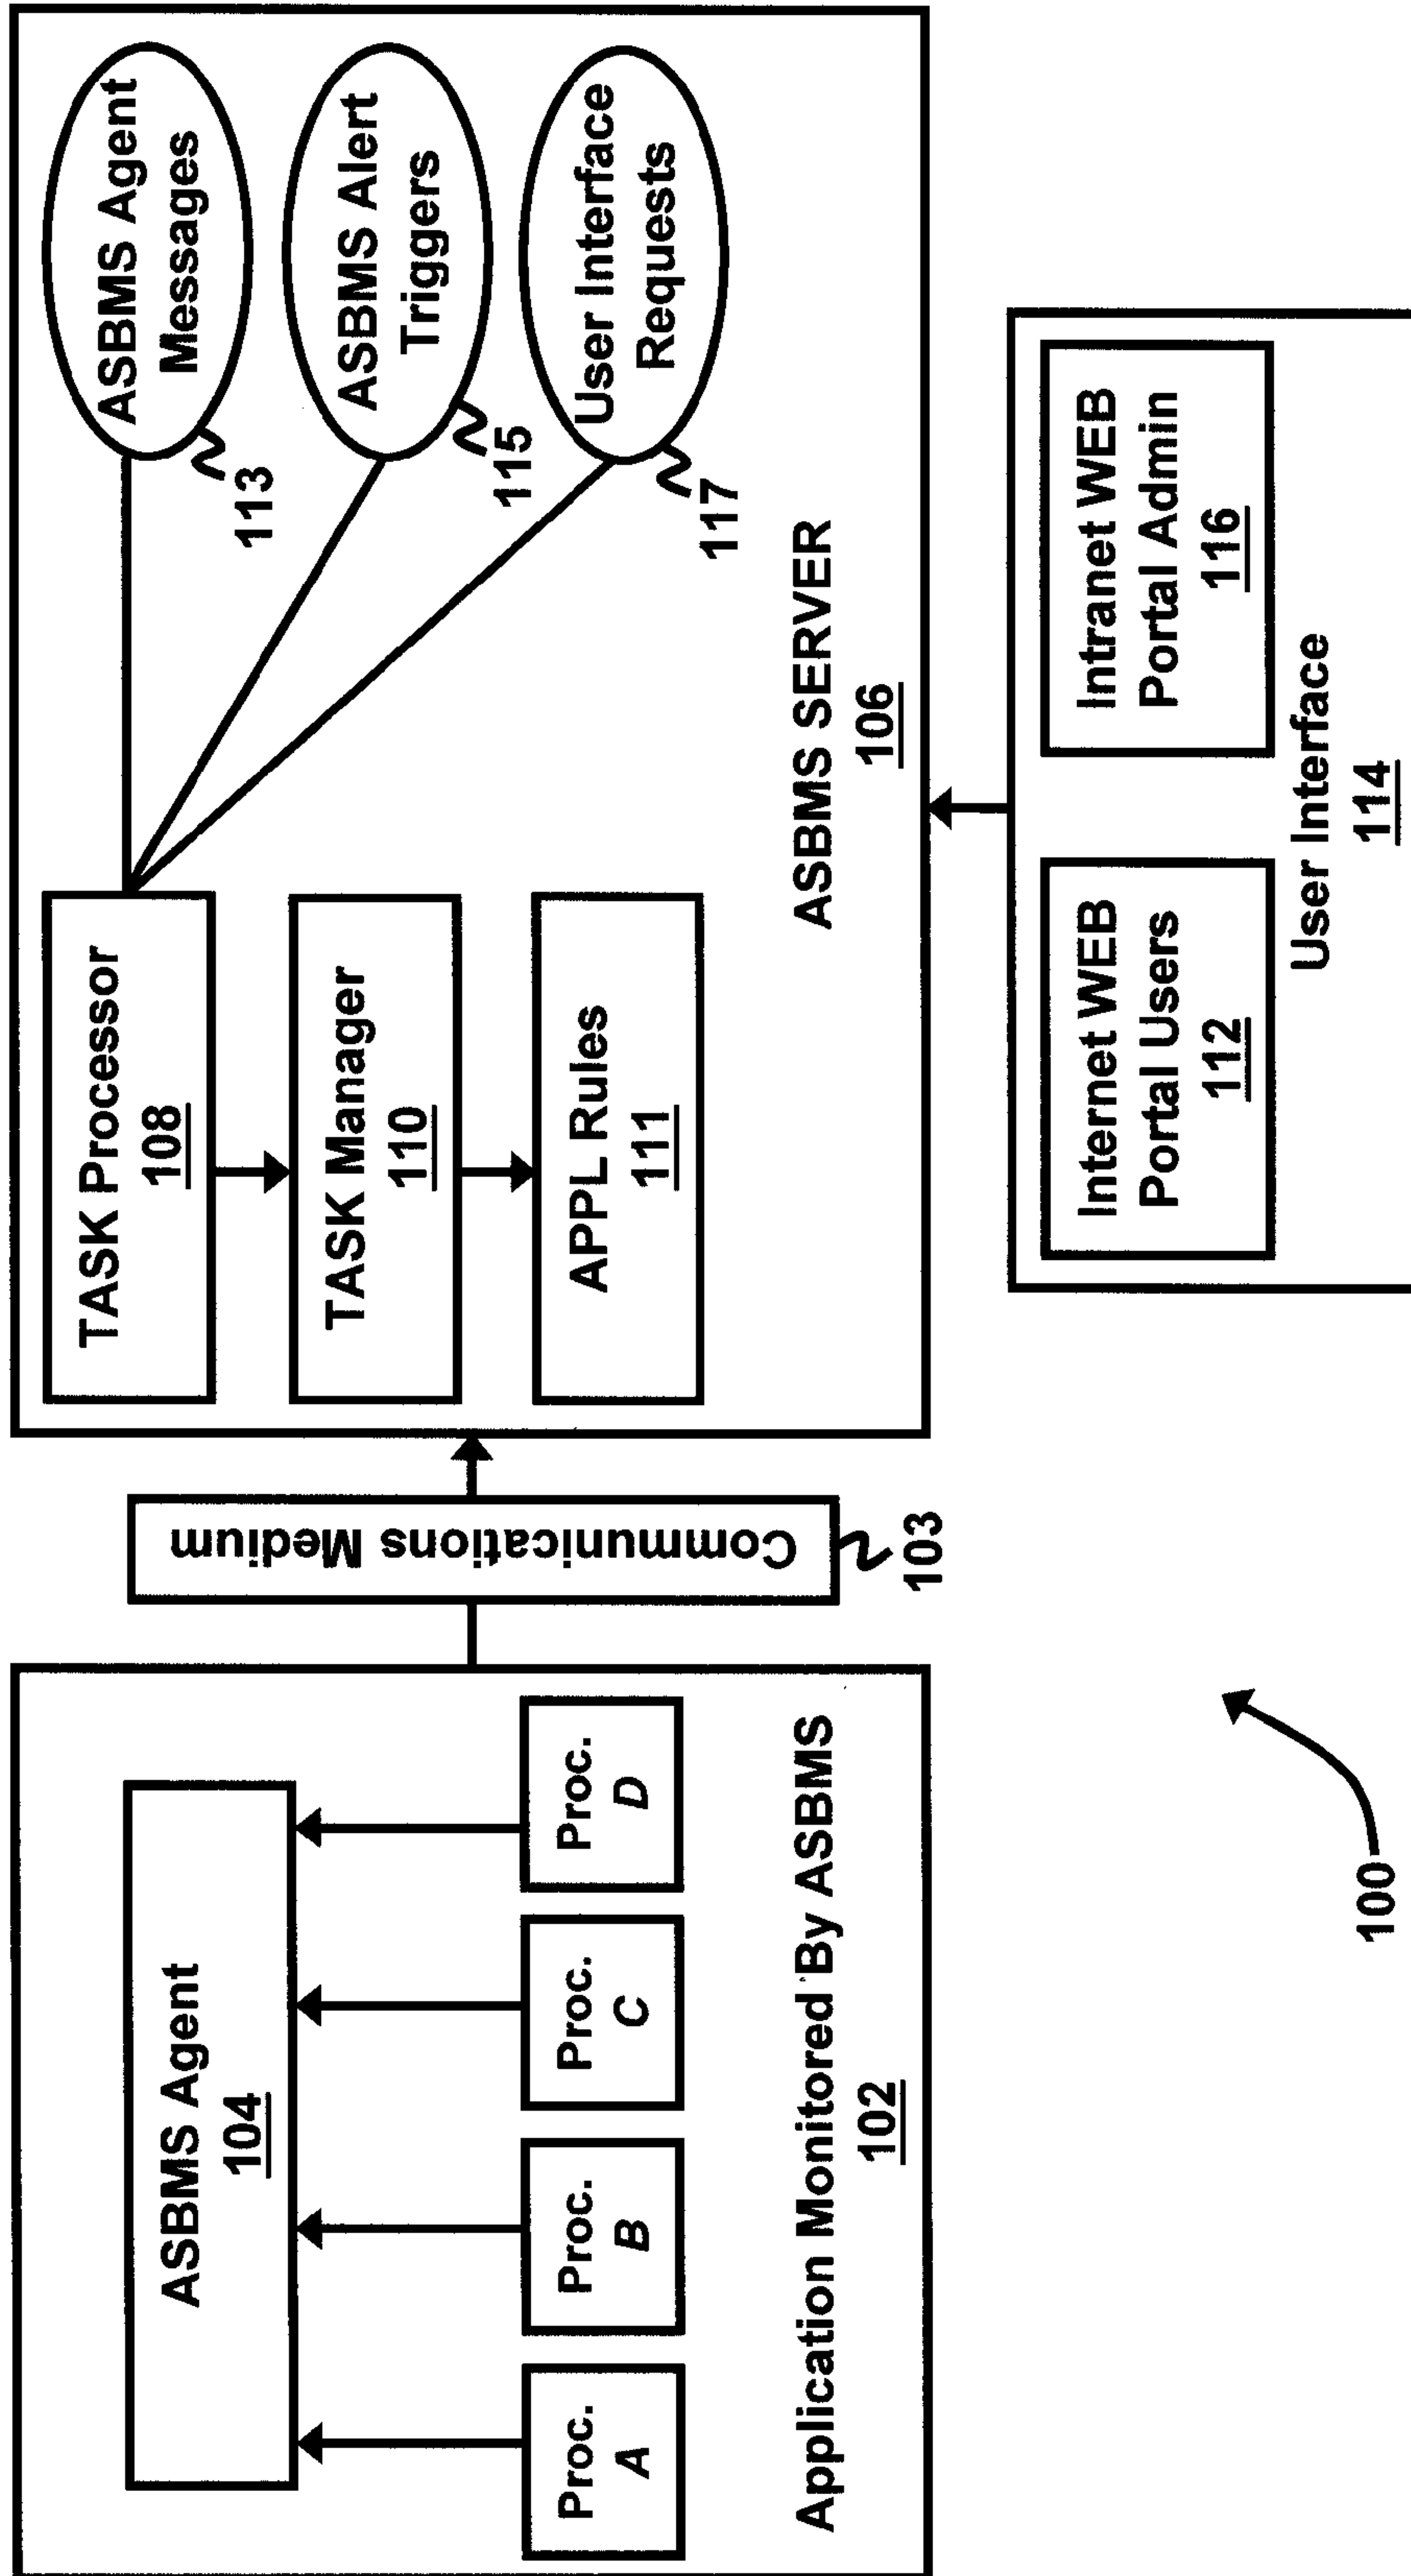 ASBMS Agent
104
Proc.
A
Proc.
B
Proc.
C
Proc.
D
Application Monitored By ASBMS
102
Communications Medium
103
TASK Processor
108
TASK Manager
110
APPL Rules
111
ASBMS Agent
Messages
113
ASBMS Alert
Triggers
115
User Interface
Requests
117
ASBMS SERVER
106
Internet WEB
Portal Users
112
Intranet WEB
Portal Admin
116
User Interface
114
100